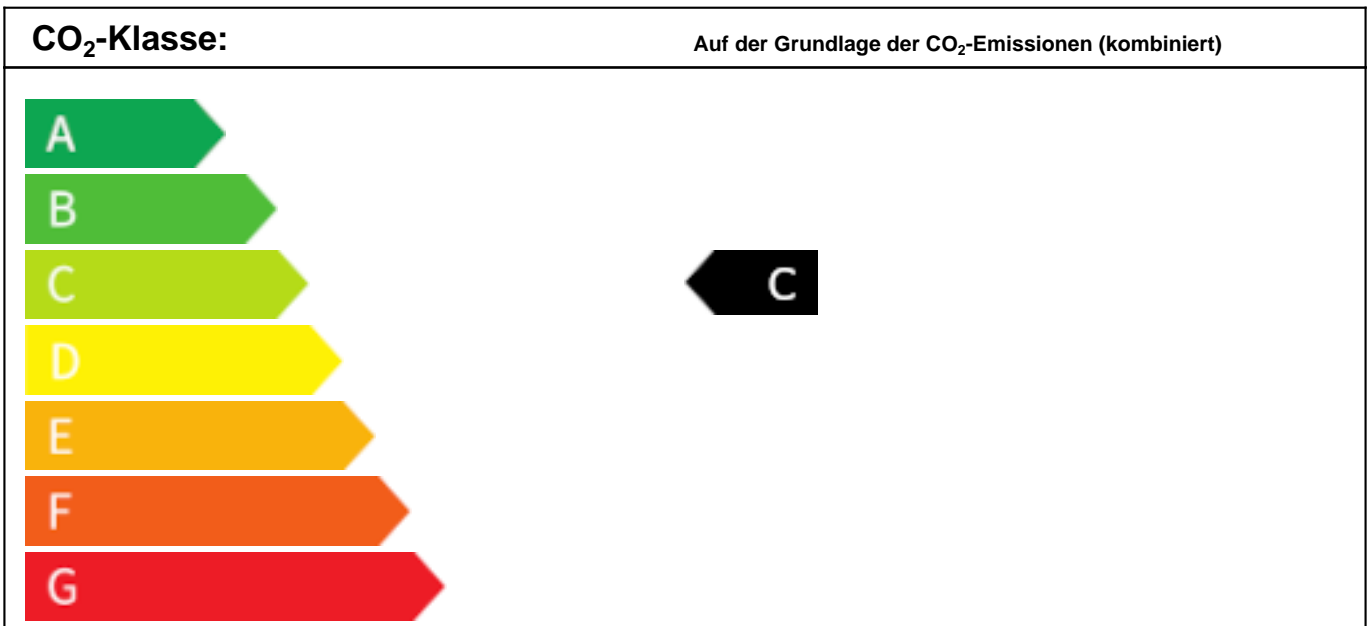 CO₂-Klasse: Auf der Grundlage der CO₂-Emissionen (kombiniert)
A
B
C C
D
E
F
G